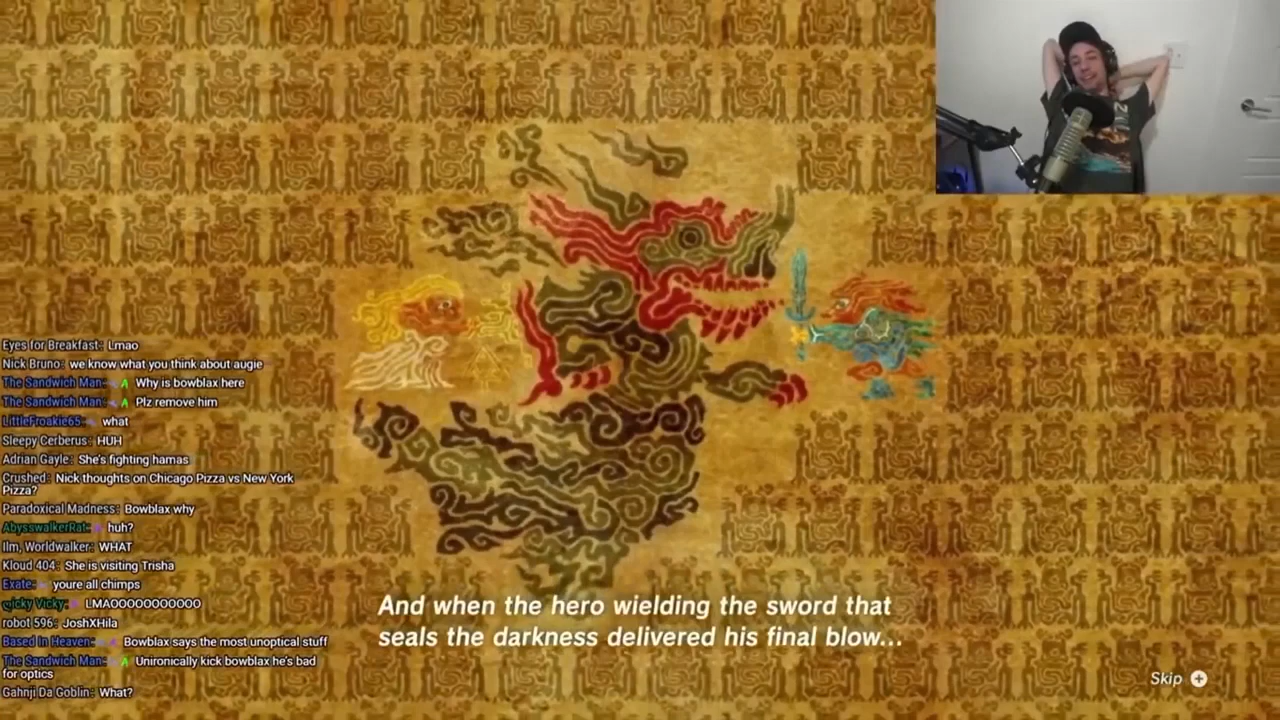 Eyes for Breakfast: Lmao
Nick Bruno: we know what you think about augie
The Sandwich Man: Why is bowblax here
The Sandwich Man: Plz remove him
LittleFroakie65: what
Sleepy Cerberus: HUH
Adrian Gayle: She's fighting hamas
Crushed: Nick thoughts on Chicago Pizza vs New York
Pizza?
Paradoxical Madness: Bowblax why
AbysswalkerRat: huh?
Ilm, Worldwalker: WHAT
Kloud 404: She is visiting Trisha
Exate: youre all chimps
Vicky: LMAOOOOOOOOOOO
robot 596: JoshXHila
Based In Heaven: Bowblax says the most unoptical stuff
The Sandwich Man: Unironically kick bowblax he's bad
for optics
Gahnji Da Goblin: What?
And when the hero wielding the sword that
seals the darkness delivered his final blow...
Skip